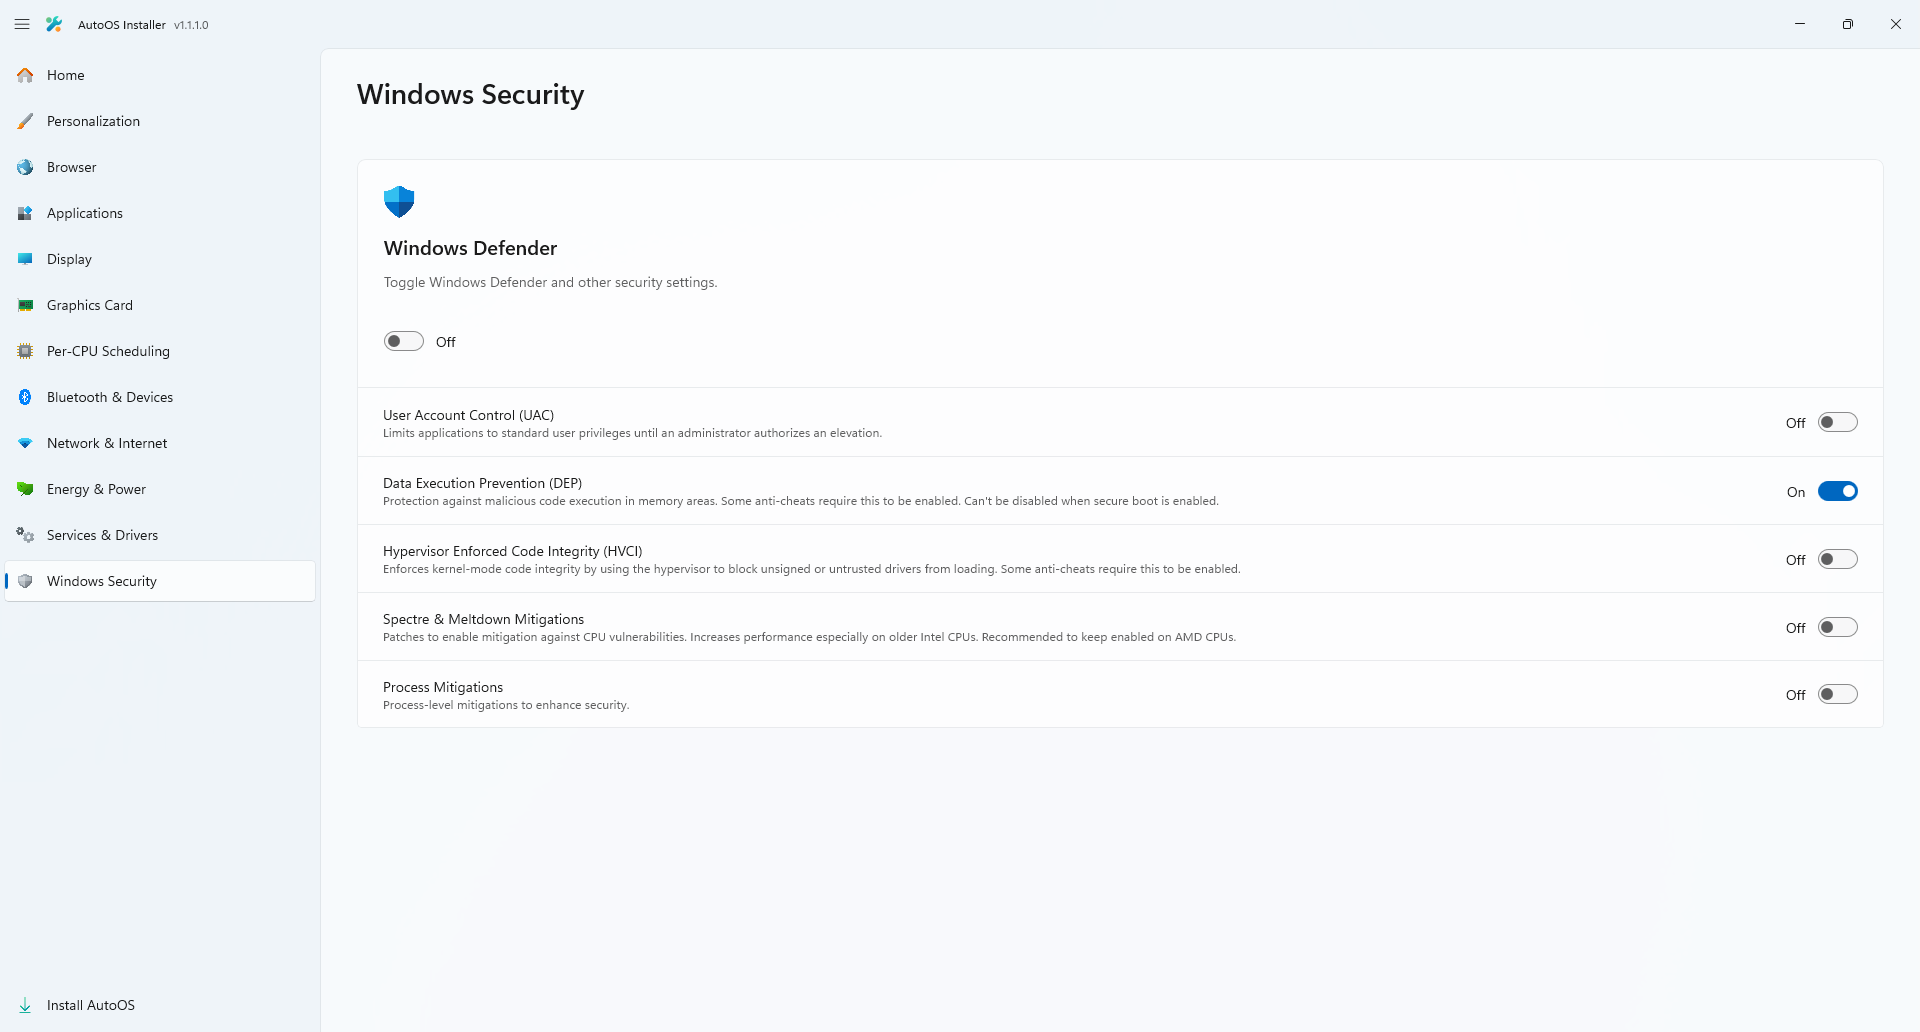 AutoOS Installer v1.1.1.0
Home
Personalization
Browser
Applications
Display
Graphics Card
Per-CPU Scheduling
Bluetooth & Devices
Network & Internet
Energy & Power
Services & Drivers
Windows Security
Install AutoOS
Windows Security
Windows Defender
Toggle Windows Defender and other security settings.
Off
User Account Control (UAC)
Limits applications to standard user privileges until an administrator authorizes an elevation.
Off
Data Execution Prevention (DEP)
Protection against malicious code execution in memory areas. Some anti-cheats require this to be enabled. Can't be disabled when secure boot is enabled.
On
Hypervisor Enforced Code Integrity (HVCI)
Enforces kernel-mode code integrity by using the hypervisor to block unsigned or untrusted drivers from loading. Some anti-cheats require this to be enabled.
Off
Spectre & Meltdown Mitigations
Patches to enable mitigation against CPU vulnerabilities. Increases performance especially on older Intel CPUs. Recommended to keep enabled on AMD CPUs.
Off
Process Mitigations
Process-level mitigations to enhance security.
Off